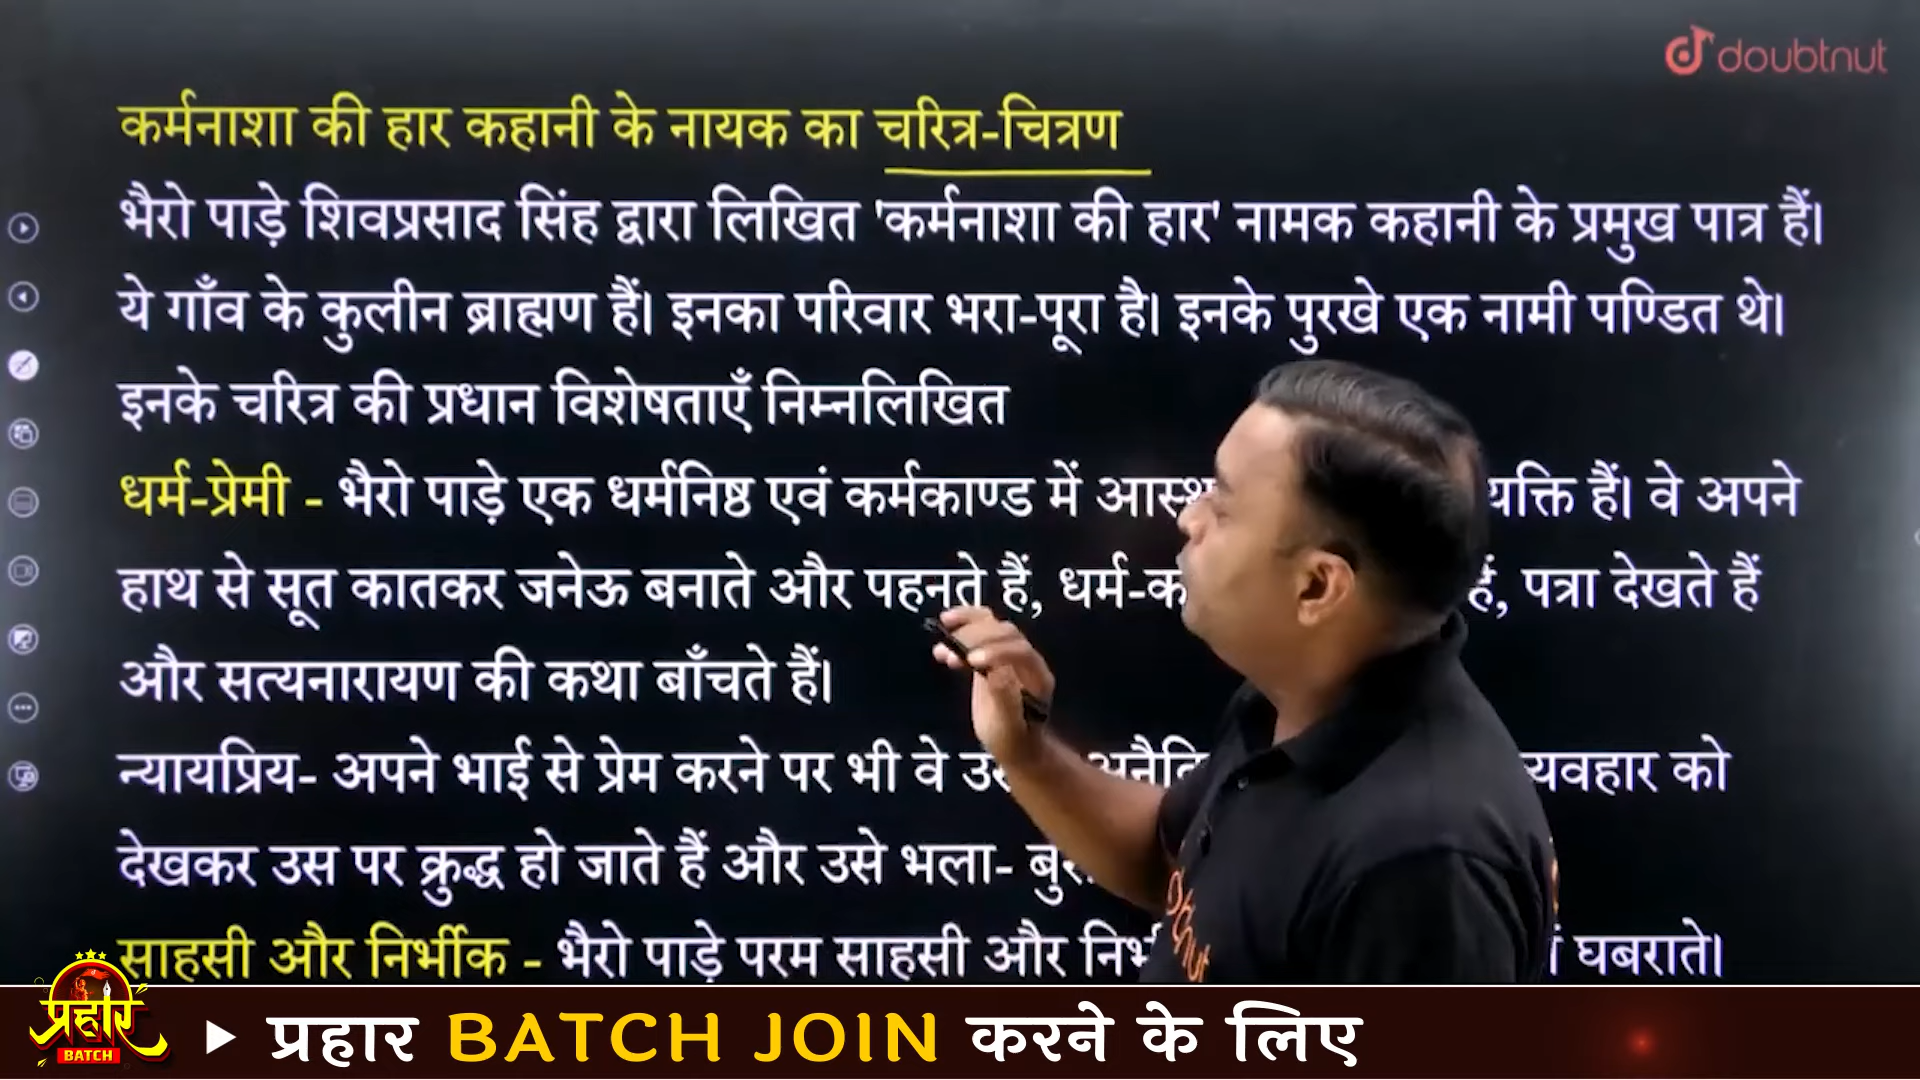 doubtnut
कर्मनाशा की हार कहानी के नायक का चरित्र-चित्रण
भैरो पाड़े शिवप्रसाद सिंह द्वारा लिखित 'कर्मनाशा की हार' नामक कहानी के प्रमुख पात्र हैं।
ये गाँव के कुलीन ब्राह्मण हैं। इनका परिवार भरा-पूरा है। इनके पुरखे एक नामी पण्डित थे।
इनके चरित्र की प्रधान विशेषताएँ निम्नलिखित
धर्म-प्रेमी - भैरो पाड़े एक धर्मनिष्ठ एवं कर्मकाण्ड में हैं। वे अपने
हाथ से सूत कातकर जनेऊ बनाते और पहनते हैं, पत्रा देखते हैं
और सत्यनारायण की कथा बाँचते हैं।
न्यायप्रिय- अपने भाई से प्रेम करने पर भी वे को
देखकर उस पर क्रुद्ध हो जाते हैं और उसे भला-
साहसी और निर्भीक - भैरो पाड़े परम साहसी और घबराते।
प्रहार
BATCH
प्रहार BATCH JOIN करने के लिए